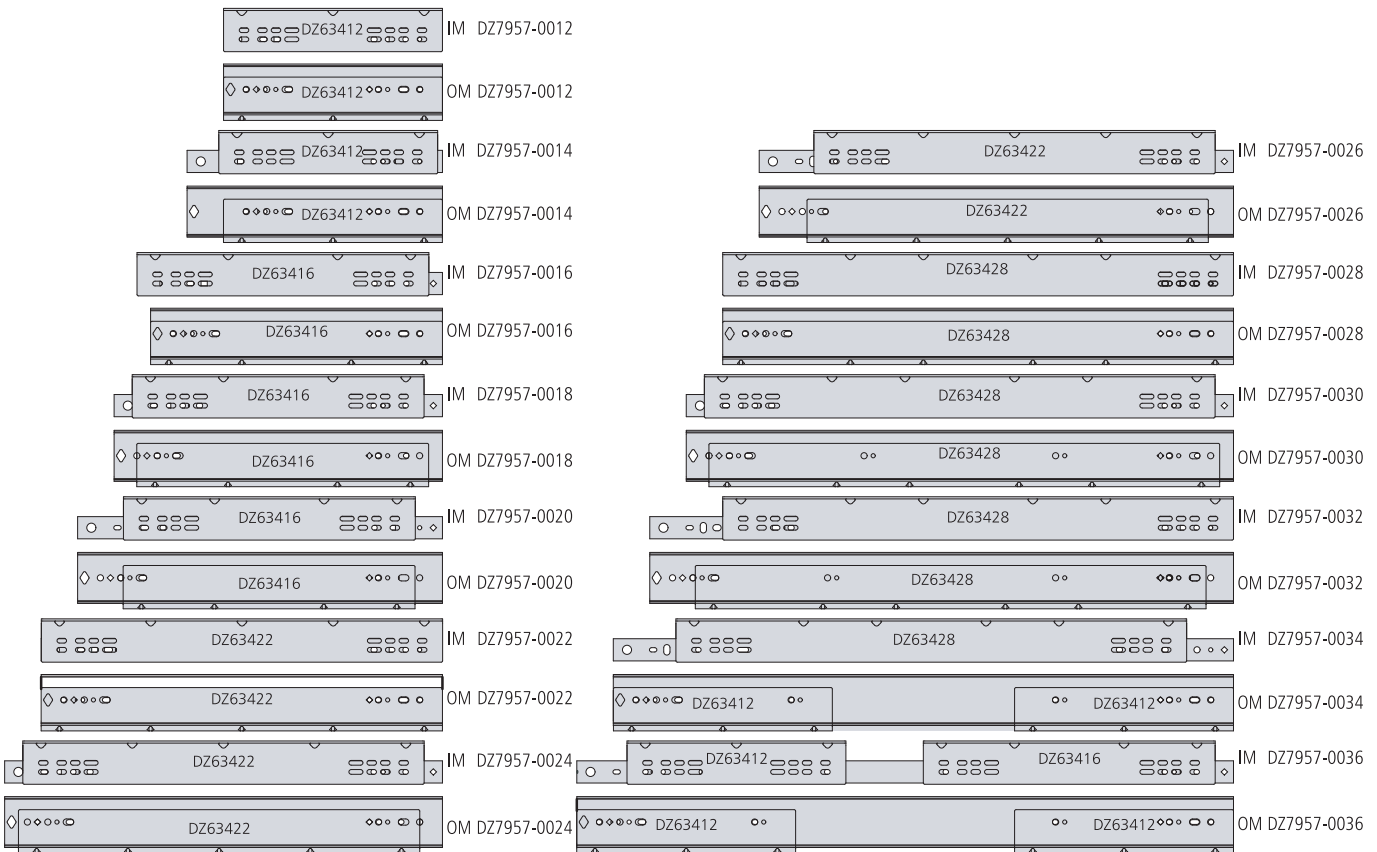 DZ63412 IM DZ7957-0012
DZ63412 OM DZ7957-0012
DZ63412 IM DZ7957-0014
DZ63412 OM DZ7957-0014
DZ63416 IM DZ7957-0016
DZ63416 OM DZ7957-0016
DZ63416 IM DZ7957-0018
DZ63416 OM DZ7957-0018
DZ63416 IM DZ7957-0020
DZ63416 OM DZ7957-0020
DZ63422 IM DZ7957-0022
DZ63422 OM DZ7957-0022
DZ63422 IM DZ7957-0024
DZ63422 OM DZ7957-0024
DZ63422 IM DZ7957-0026
DZ63422 OM DZ7957-0026
DZ63428 IM DZ7957-0028
DZ63428 OM DZ7957-0028
DZ63428 IM DZ7957-0030
DZ63428 OM DZ7957-0030
DZ63428 IM DZ7957-0032
DZ63428 OM DZ7957-0032
DZ63428 IM DZ7957-0034
DZ63412 DZ63412 OM DZ7957-0034
DZ63412 DZ63416 IM DZ7957-0036
DZ63412 DZ63412 OM DZ7957-0036